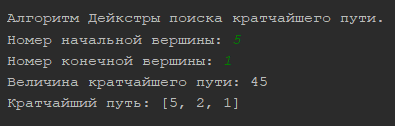 Алгоритм Дейкстры поиска кратчайшего пути.
Номер начальной вершины: 5
Номер конечной вершины: 1
Величина кратчайшего пути: 45
Кратчайший путь: [5, 2, 1]